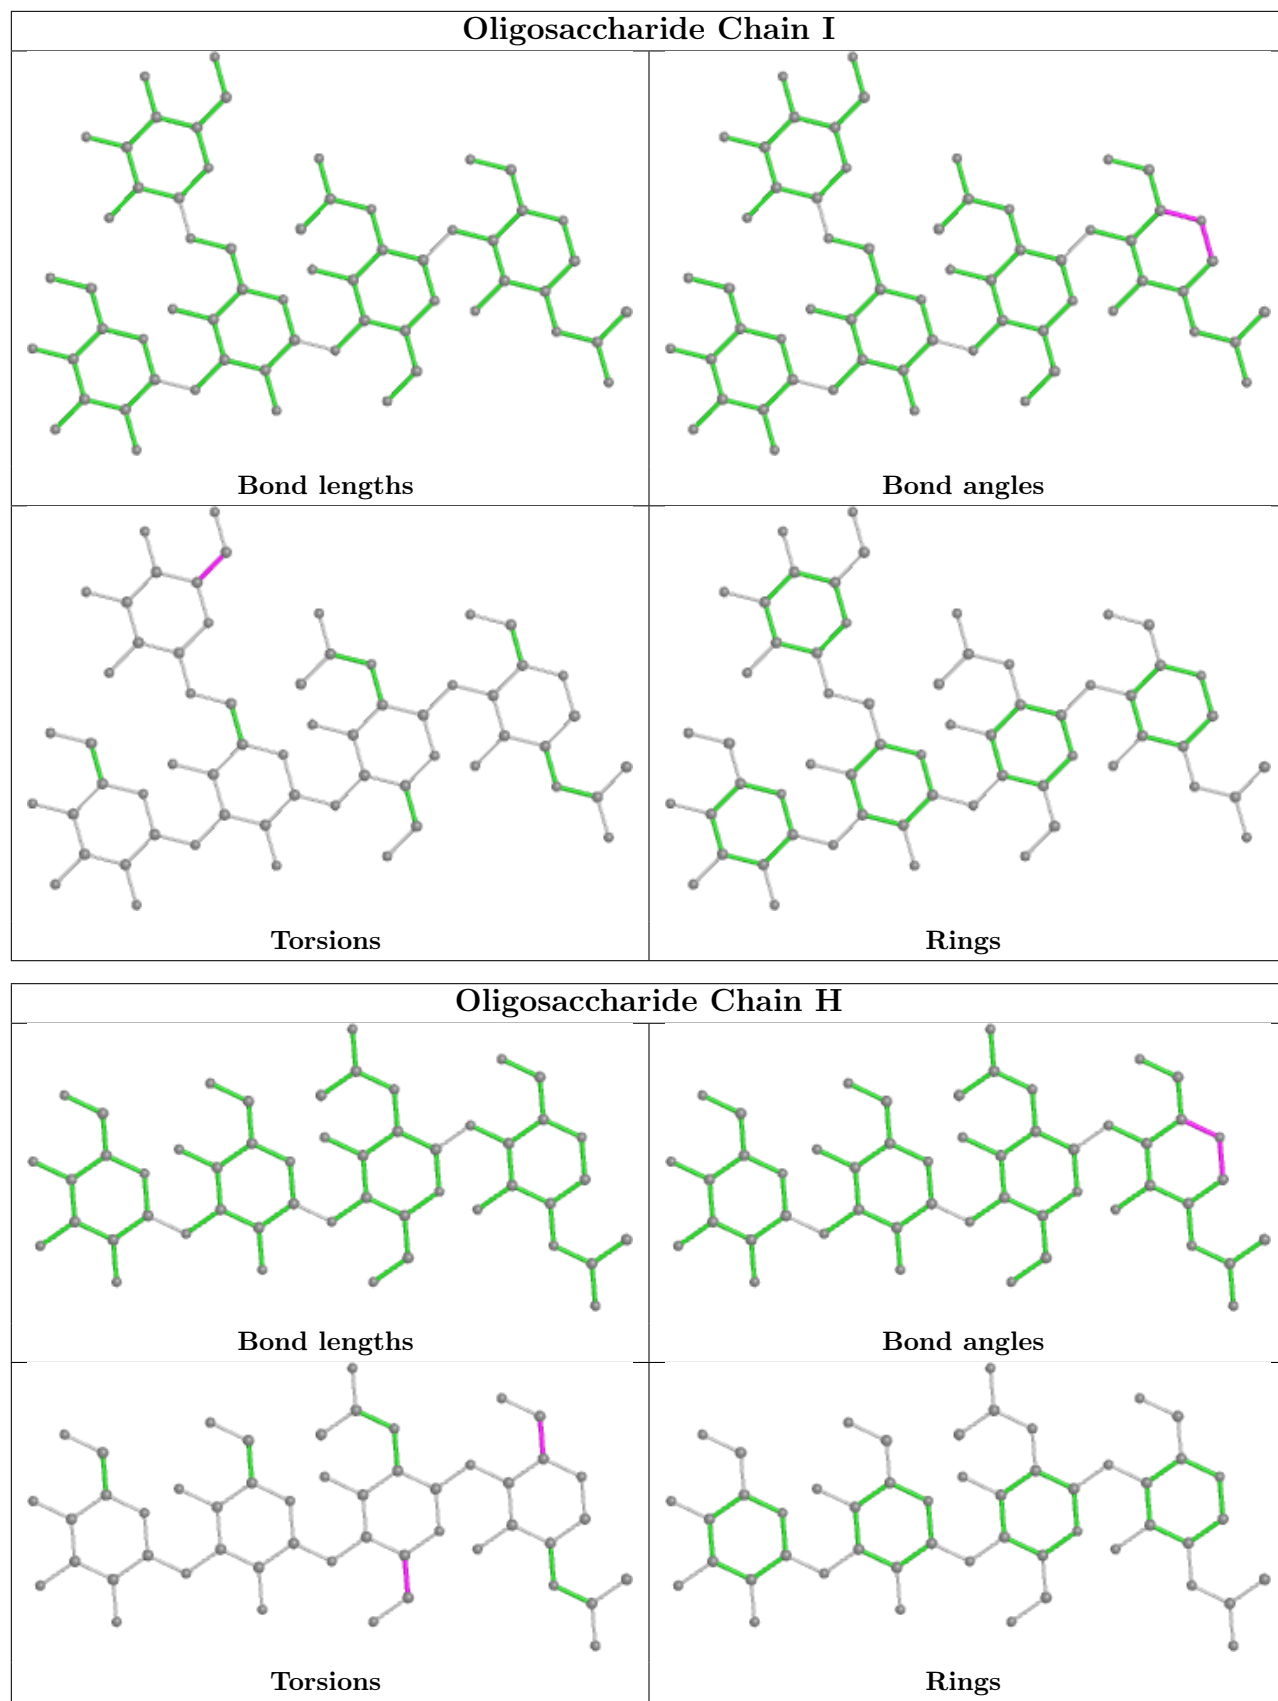 Oligosaccharide Chain I
Bond lengths
Bond angles
Torsions
Rings
Oligosaccharide Chain H
Bond lengths
Bond angles
Torsions
Rings